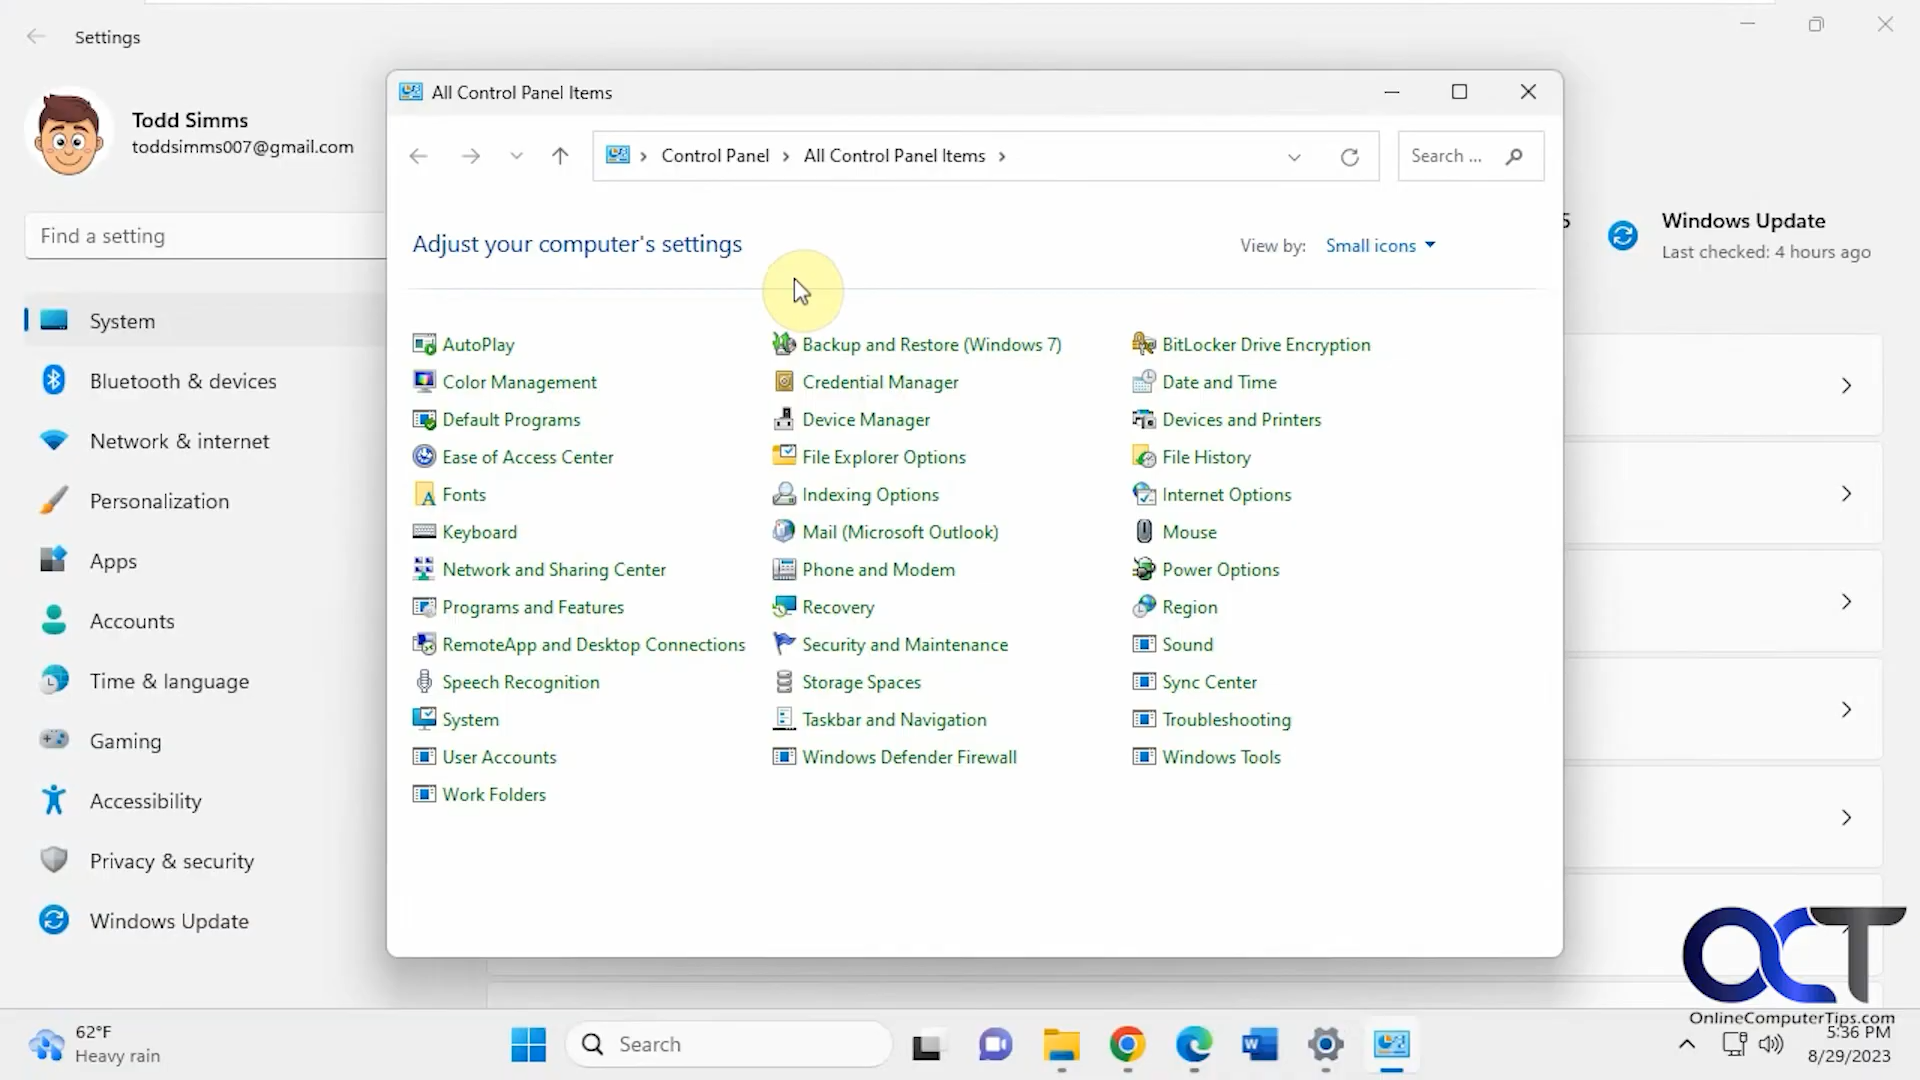 Settings
Todd Simms
toddsimms007@gmail.com
Find a setting
System
Bluetooth & devices
Network & internet
Personalization
Apps
Accounts
Time & language
Gaming
Accessibility
Privacy & security
Windows Update
All Control Panel Items
Control Panel > All Control Panel Items >
Search ...
Adjust your computer's settings
View by: Small icons
AutoPlay
Backup and Restore (Windows 7)
BitLocker Drive Encryption
Color Management
Credential Manager
Date and Time
Default Programs
Device Manager
Devices and Printers
Ease of Access Center
File Explorer Options
File History
Fonts
Indexing Options
Internet Options
Keyboard
Mail (Microsoft Outlook)
Mouse
Network and Sharing Center
Phone and Modem
Power Options
Programs and Features
Recovery
Region
RemoteApp and Desktop Connections
Security and Maintenance
Sound
Speech Recognition
Storage Spaces
Sync Center
System
Taskbar and Navigation
Troubleshooting
User Accounts
Windows Defender Firewall
Windows Tools
Work Folders
Windows Update
Last checked: 4 hours ago
OCT
OnlineComputerTips.com
62°F
Heavy rain
Search
5:36 PM
8/29/2023